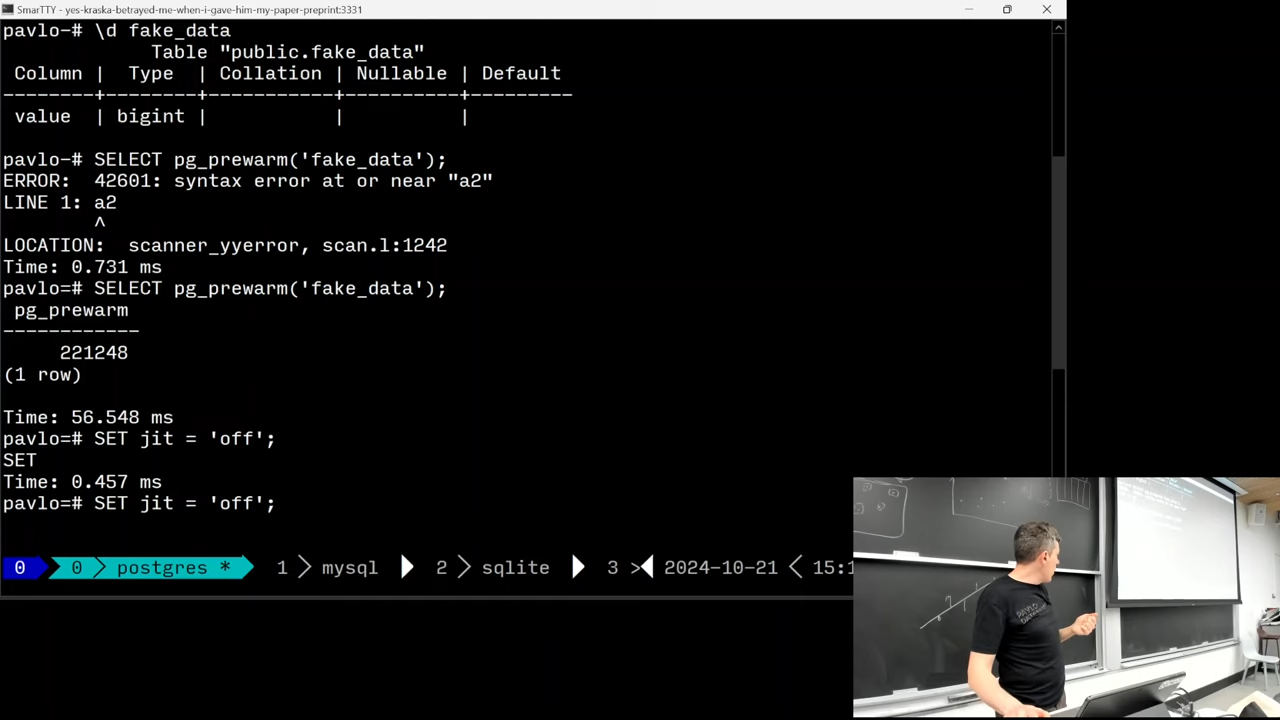 SmarTTY - yes-kraska-betrayed-me-when-i-gave-him-my-paper-preprint:3331
pavlo-# \d fake_data
Table "public.fake_data"
Column | Type | Collation | Nullable | Default
--------+--------+-----------+----------+---------
value | bigint | | |
pavlo-# SELECT pg_prewarm('fake_data');
ERROR: 42601: syntax error at or near "a2"
LINE 1: a2
^
LOCATION: scanner_yyerror, scan.l:1242
Time: 0.731 ms
pavlo=# SELECT pg_prewarm('fake_data');
pg_prewarm
------------
221248
(1 row)
Time: 56.548 ms
pavlo=# SET jit = 'off';
SET
Time: 0.457 ms
pavlo=# SET jit = 'off';
0 0 postgres * 1 mysql 2 sqlite 3 > 2024-10-21 15:1
PAVLO